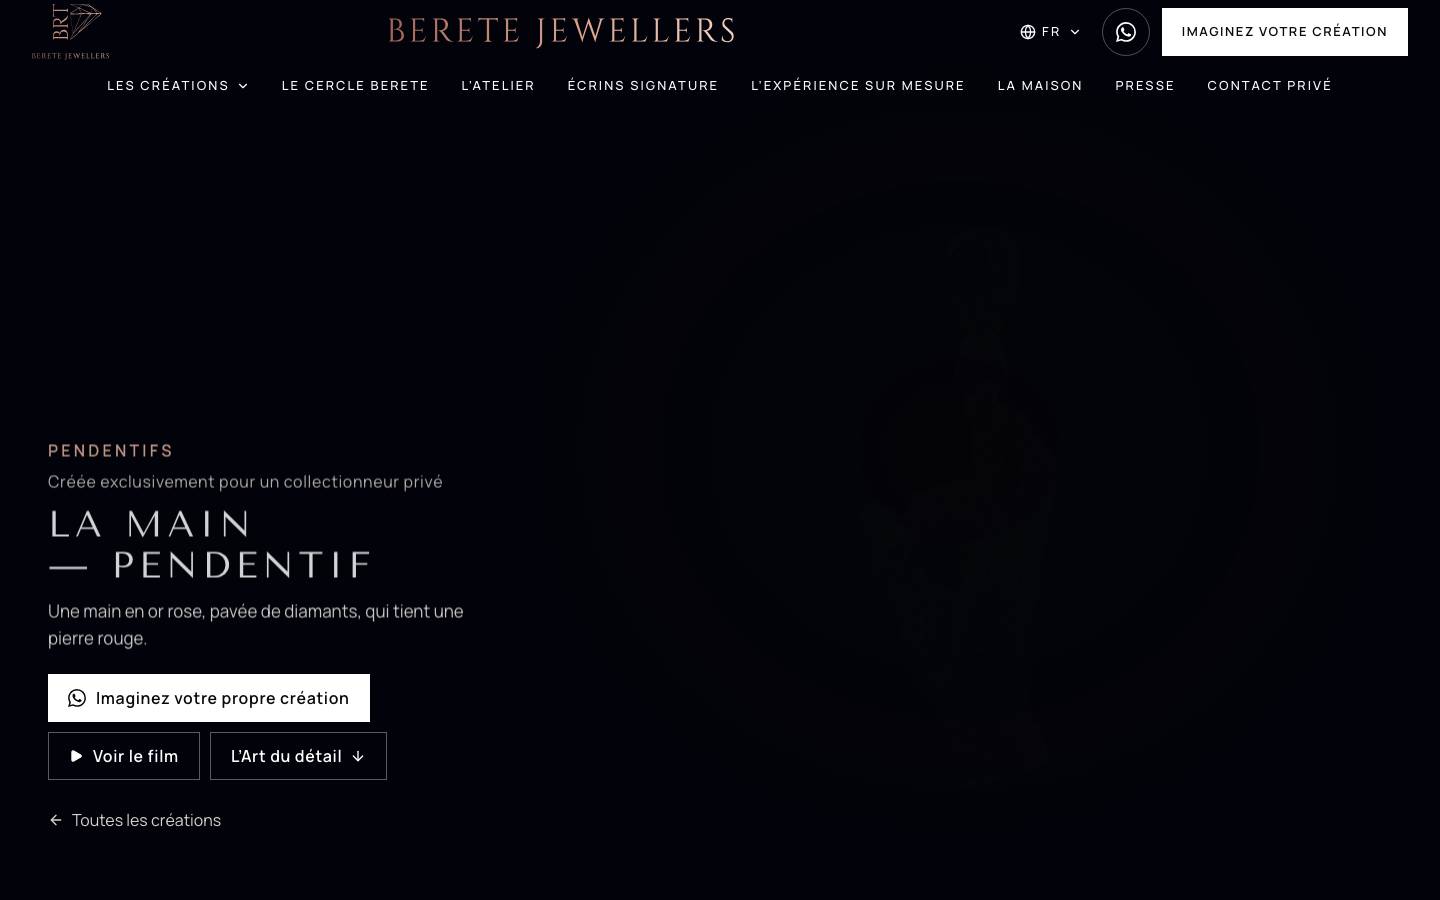 BRT
BERETE JEWELLERS
BERETE JEWELLERS
FR
IMAGINEZ VOTRE CRÉATION
LES CRÉATIONS
LE CERCLE BERETE
L'ATELIER
ÉCRINS SIGNATURE
L'EXPÉRIENCE SUR MESURE
LA MAISON
PRESSE
CONTACT PRIVÉ
PENDENTIFS
Créée exclusivement pour un collectionneur privé
LA MAIN
— PENDENTIF
Une main en or rose, pavée de diamants, qui tient une
pierre rouge.
Imaginez votre propre création
Voir le film
L'Art du détail ↓
← Toutes les créations